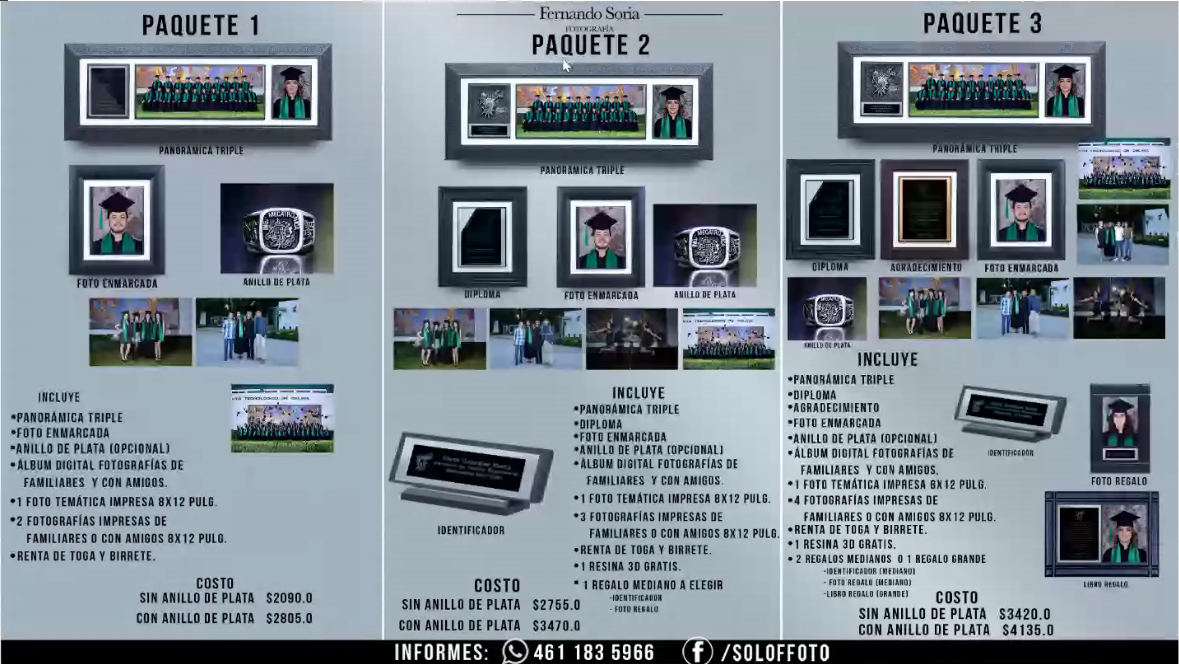 PAQUETE 1
PANORÁMICA TRIPLE
FOTO ENMARCADA
ANILLO DE PLATA
INCLUYE
•PANORÁMICA TRIPLE
•FOTO ENMARCADA
•ANILLO DE PLATA (OPCIONAL)
•ÁLBUM DIGITAL FOTOGRAFÍAS DE
FAMILIARES Y CON AMIGOS.
•1 FOTO TEMÁTICA IMPRESA 8X12 PULG.
•2 FOTOGRAFÍAS IMPRESAS DE
FAMILIARES O CON AMIGOS 8X12 PULG.
•RENTA DE TOGA Y BIRRETE.
COSTO
SIN ANILLO DE PLATA $2090.0
CON ANILLO DE PLATA $2805.0
Fernando Soria
FOTOGRAFÍA
PAQUETE 2
PANORÁMICA TRIPLE
DIPLOMA
FOTO ENMARCADA
ANILLO DE PLATA
INCLUYE
•PANORÁMICA TRIPLE
•DIPLOMA
•FOTO ENMARCADA
•ANILLO DE PLATA (OPCIONAL)
•ÁLBUM DIGITAL FOTOGRAFÍAS DE
FAMILIARES Y CON AMIGOS.
•1 FOTO TEMÁTICA IMPRESA 8X12 PULG.
•3 FOTOGRAFÍAS IMPRESAS DE
FAMILIARES O CON AMIGOS 8X12 PULG.
•RENTA DE TOGA Y BIRRETE.
•1 RESINA 3D GRATIS.
• 1 REGALO MEDIANO A ELEGIR
-IDENTIFICADOR
- FOTO REGALO
IDENTIFICADOR
COSTO
SIN ANILLO DE PLATA $2755.0
CON ANILLO DE PLATA $3470.0
PAQUETE 3
PANORÁMICA TRIPLE
DIPLOMA
AGRADECIMIENTO
FOTO ENMARCADA
ANILLO DE PLATA
INCLUYE
•PANORÁMICA TRIPLE
•DIPLOMA
•AGRADECIMIENTO
•FOTO ENMARCADA
•ANILLO DE PLATA (OPCIONAL)
•ÁLBUM DIGITAL FOTOGRAFÍAS DE
FAMILIARES Y CON AMIGOS.
•1 FOTO TEMÁTICA IMPRESA 8X12 PULG.
•4 FOTOGRAFÍAS IMPRESAS DE
FAMILIARES O CON AMIGOS 8X12 PULG.
•RENTA DE TOGA Y BIRRETE.
•1 RESINA 3D GRATIS.
• 2 REGALOS MEDIANOS O 1 REGALO GRANDE
-IDENTIFICADOR (MEDIANO)
- FOTO REGALO (MEDIANO)
-LIBRO REGALO (GRANDE)
IDENTIFICADOR
FOTO REGALO
LIBRO REGALO
COSTO
SIN ANILLO DE PLATA $3420.0
CON ANILLO DE PLATA $4135.0
INFORMES: 461 183 5966 /SOLOFFOTO